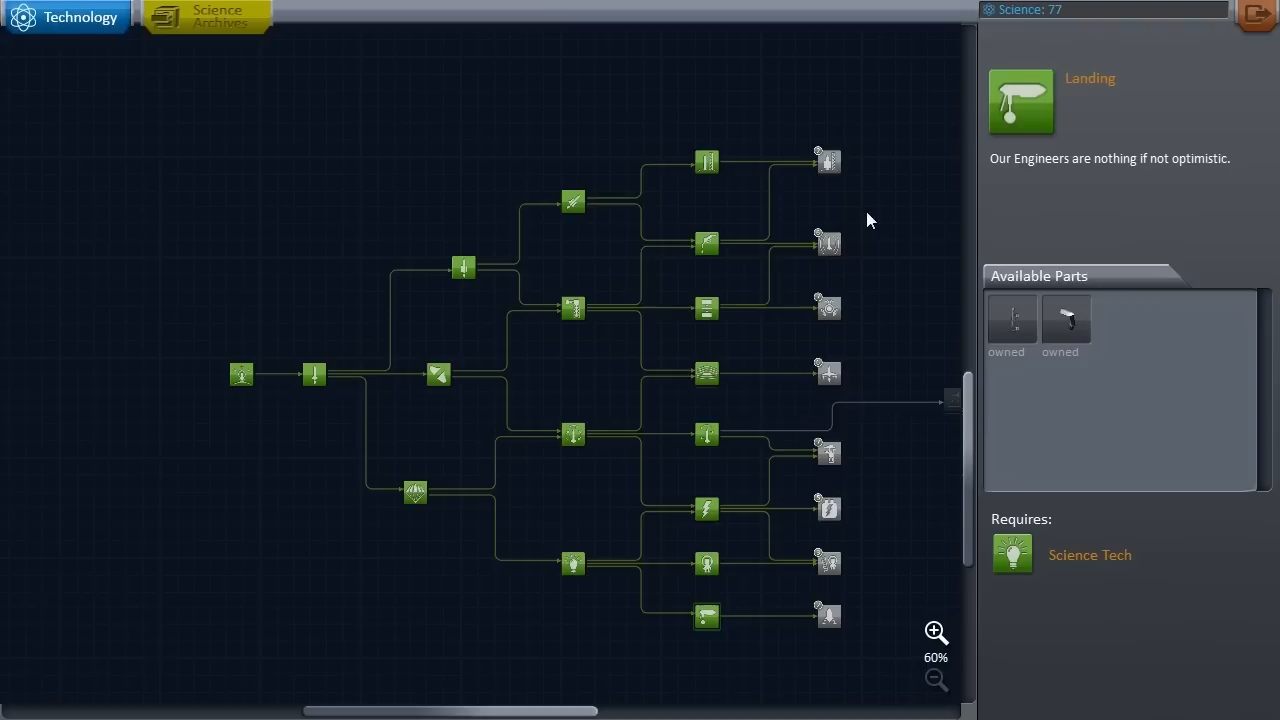 Technology
Science
Archives
Science: 77
Landing
Our Engineers are nothing if not optimistic.
Available Parts
owned
owned
Requires:
Science Tech
60%